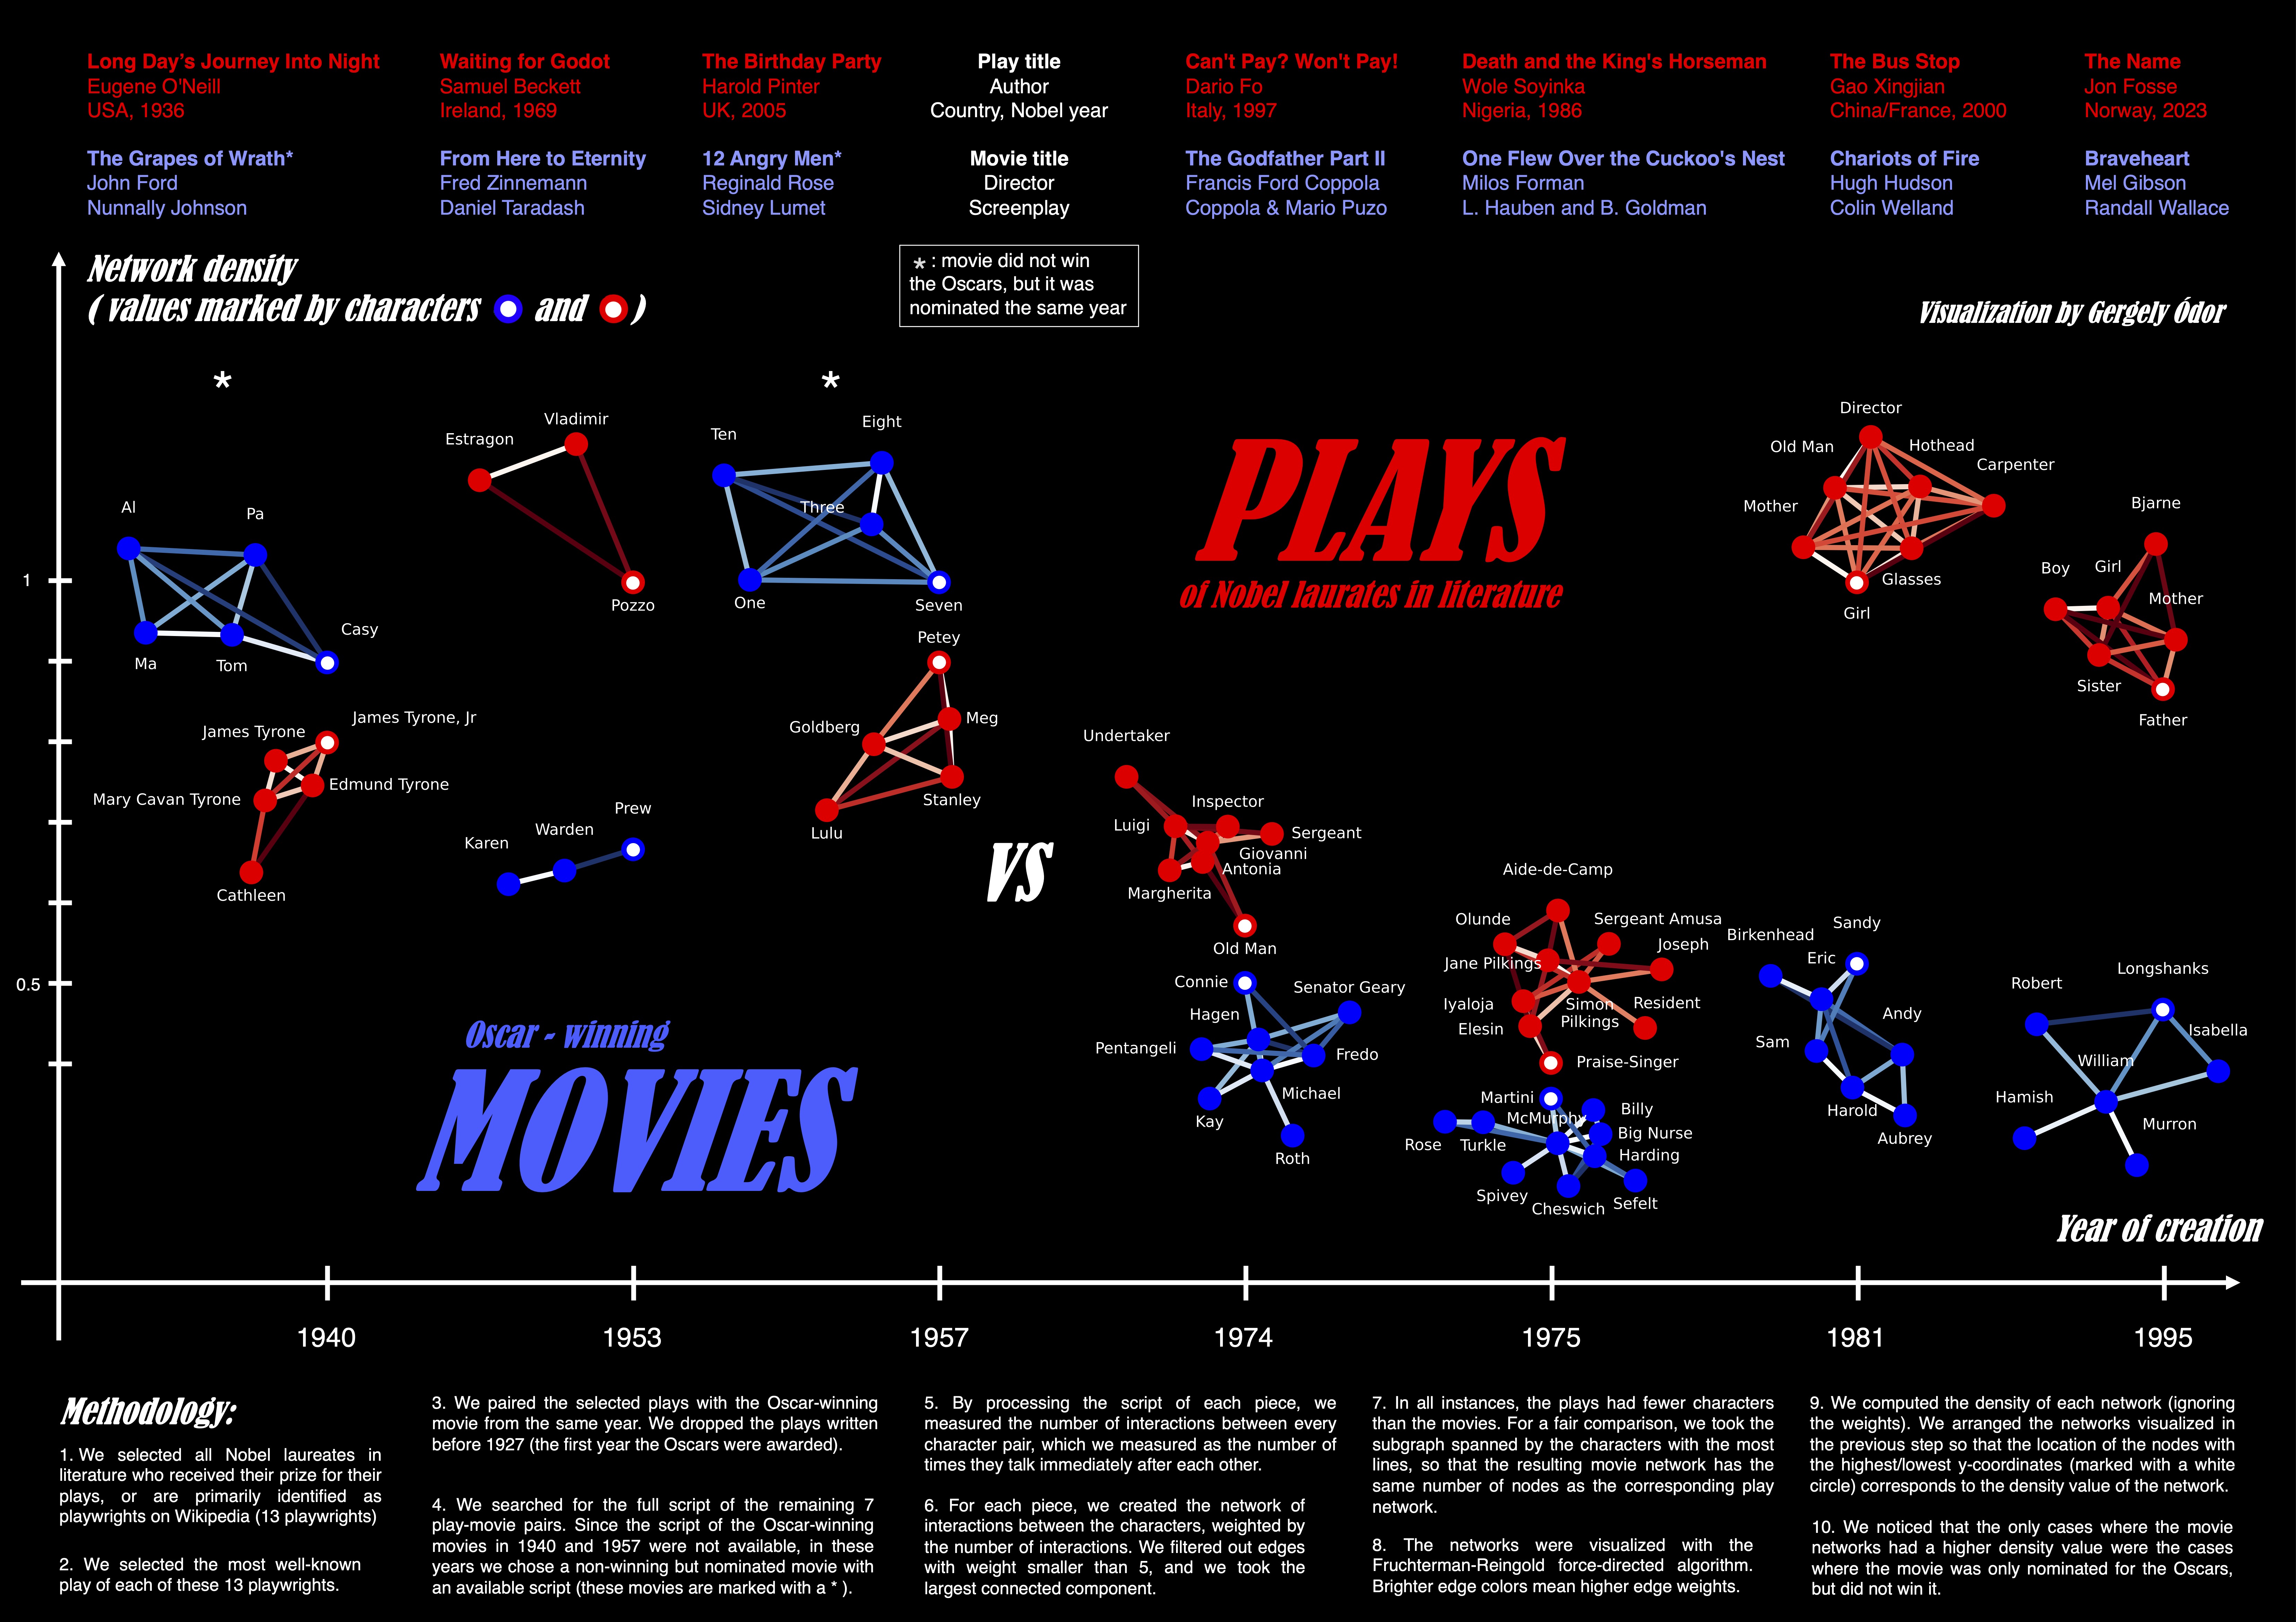 Long Day's Journey Into Night
Eugene O'Neill
USA, 1936
Waiting for Godot
Samuel Beckett
Ireland, 1969
The Birthday Party
Harold Pinter
UK, 2005
Play title
Author
Country, Nobel year
Can't Pay? Won't Pay!
Dario Fo
Italy, 1997
Death and the King's Horseman
Wole Soyinka
Nigeria, 1986
The Bus Stop
Gao Xingjian
China/France, 2000
The Name
Jon Fosse
Norway, 2023
The Grapes of Wrath*
John Ford
Nunnally Johnson
From Here to Eternity
Fred Zinnemann
Daniel Taradash
12 Angry Men*
Reginald Rose
Sidney Lumet
Movie title
Director
Screenplay
The Godfather Part II
Francis Ford Coppola
Coppola & Mario Puzo
One Flew Over the Cuckoo's Nest
Milos Forman
L. Hauben and B. Goldman
Chariots of Fire
Hugh Hudson
Colin Welland
Braveheart
Mel Gibson
Randall Wallace
Network density
( values marked by characters and )
* : movie did not win
the Oscars, but it was
nominated the same year
Visualization by Gergely Ódor
*
*
1
0.5
Al
Pa
Casy
Ma
Tom
James Tyrone, Jr
James Tyrone
Edmund Tyrone
Mary Cavan Tyrone
Cathleen
Vladimir
Estragon
Pozzo
Prew
Warden
Karen
Ten
Eight
Three
One
Seven
Petey
Meg
Goldberg
Stanley
Lulu
PLAYS
of Nobel laurates in literature
VS
Oscar - winning
MOVIES
Undertaker
Inspector
Luigi
Sergeant
Giovanni
Antonia
Margherita
Old Man
Connie
Senator Geary
Hagen
Pentangeli
Fredo
Michael
Kay
Roth
Aide-de-Camp
Olunde
Sergeant Amusa
Joseph
Jane Pilkings
Iyaloja
Simon
Pilkings
Resident
Elesin
Praise-Singer
Martini
McMurphy
Billy
Rose
Turkle
Big Nurse
Harding
Spivey
Cheswich
Sefelt
Director
Old Man
Hothead
Carpenter
Mother
Glasses
Girl
Sandy
Birkenhead
Eric
Andy
Sam
Harold
Aubrey
Bjarne
Boy
Girl
Mother
Sister
Father
Longshanks
Robert
Isabella
William
Hamish
Murron
Year of creation
1940
1953
1957
1974
1975
1981
1995
Methodology:
1. We selected all Nobel laureates in
literature who received their prize for their
plays, or are primarily identified as
playwrights on Wikipedia (13 playwrights)
2. We selected the most well-known
play of each of these 13 playwrights.
3. We paired the selected plays with the Oscar-winning
movie from the same year. We dropped the plays written
before 1927 (the first year the Oscars were awarded).
4. We searched for the full script of the remaining 7
play-movie pairs. Since the script of the Oscar-winning
movies in 1940 and 1957 were not available, in these
years we chose a non-winning but nominated movie with
an available script (these movies are marked with a * ).
5. By processing the script of each piece, we
measured the number of interactions between every
character pair, which we measured as the number of
times they talk immediately after each other.
6. For each piece, we created the network of
interactions between the characters, weighted by
the number of interactions. We filtered out edges
with weight smaller than 5, and we took the
largest connected component.
7. In all instances, the plays had fewer characters
than the movies. For a fair comparison, we took the
subgraph spanned by the characters with the most
lines, so that the resulting movie network has the
same number of nodes as the corresponding play
network.
8. The networks were visualized with the
Fruchterman-Reingold force-directed algorithm.
Brighter edge colors mean higher edge weights.
9. We computed the density of each network (ignoring
the weights). We arranged the networks visualized in
the previous step so that the location of the nodes with
the highest/lowest y-coordinates (marked with a white
circle) corresponds to the density value of the network.
10. We noticed that the only cases where the movie
networks had a higher density value were the cases
where the movie was only nominated for the Oscars,
but did not win it.